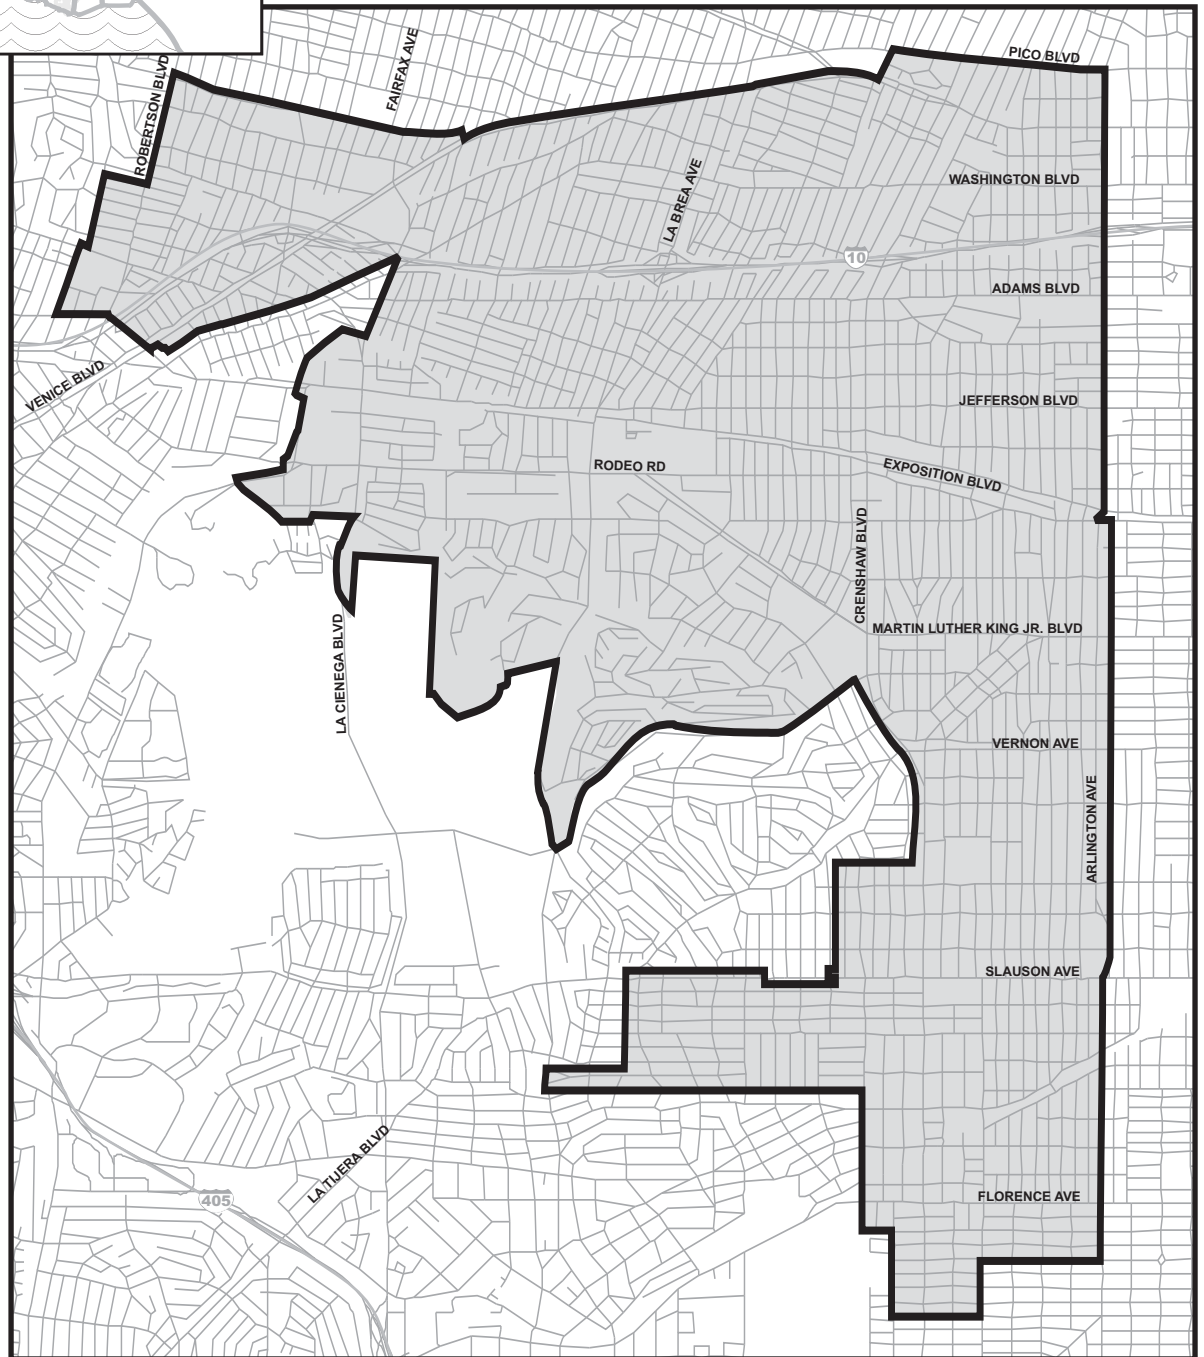 PICO BLVD
FAIRFAX AVE
ROBERTSON BLVD
WASHINGTON BLVD
LA BREA AVE
10
ADAMS BLVD
VENICE BLVD
JEFFERSON BLVD
RODEO RD
EXPOSITION BLVD
CRENSHAW BLVD
MARTIN LUTHER KING JR. BLVD
LA CIENEGA BLVD
VERNON AVE
ARLINGTON AVE
SLAUSON AVE
LA TIJERA BLVD
405
FLORENCE AVE